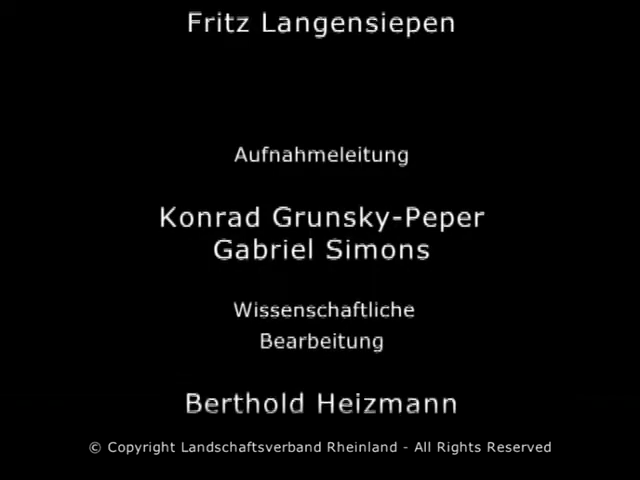 Fritz Langensiepen
Aufnahmeleitung
Konrad Grunsky-Peper
Gabriel Simons
Wissenschaftliche
Bearbeitung
Berthold Heizmann
© Copyright Landschaftsverband Rheinland - All Rights Reserved